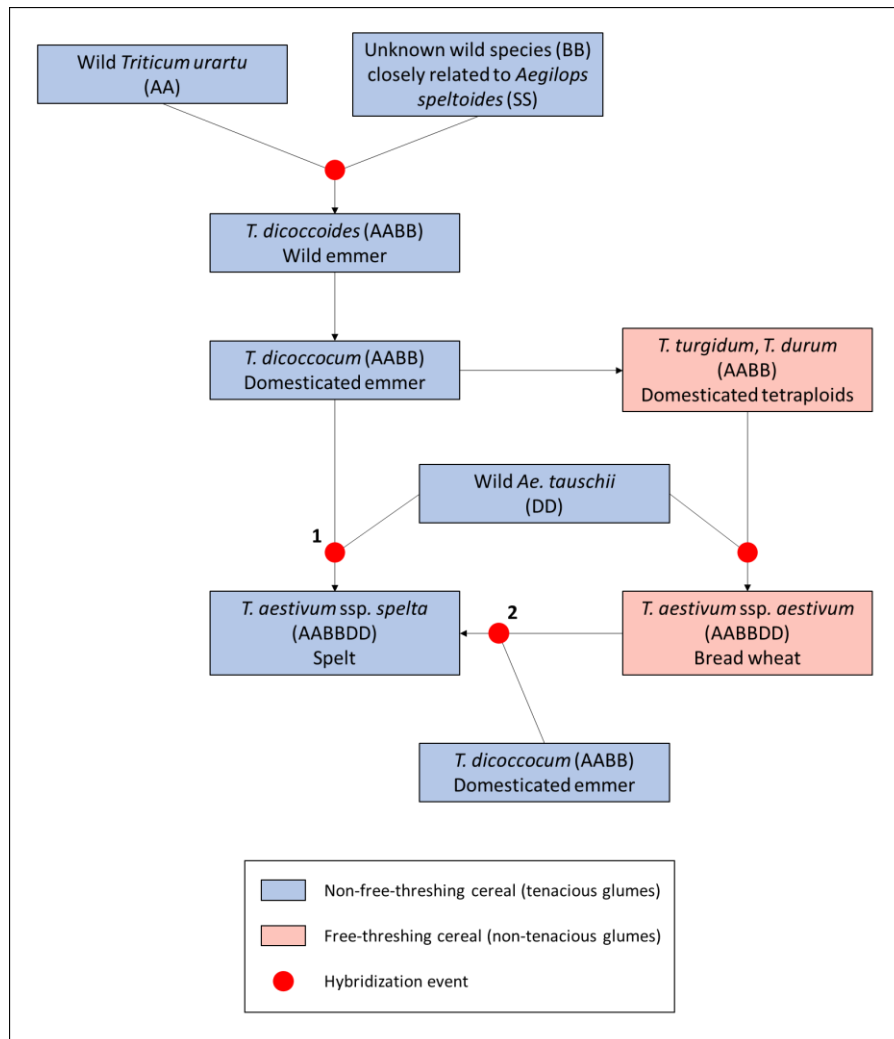 Wild Triticum urartu
(AA)
Unknown wild species (BB)
closely related to Aegilops
speltoides (SS)
T. dicoccoides (AABB)
Wild emmer
T. dicoccocum (AABB)
Domesticated emmer
T. turgidum, T. durum
(AABB)
Domesticated tetraploids
Wild Ae. tauschii
(DD)
1
T. aestivum ssp. spelta
(AABBDD)
Spelt
2
T. aestivum ssp. aestivum
(AABBDD)
Bread wheat
T. dicoccocum (AABB)
Domesticated emmer
Non-free-threshing cereal (tenacious glumes)
Free-threshing cereal (non-tenacious glumes)
Hybridization event